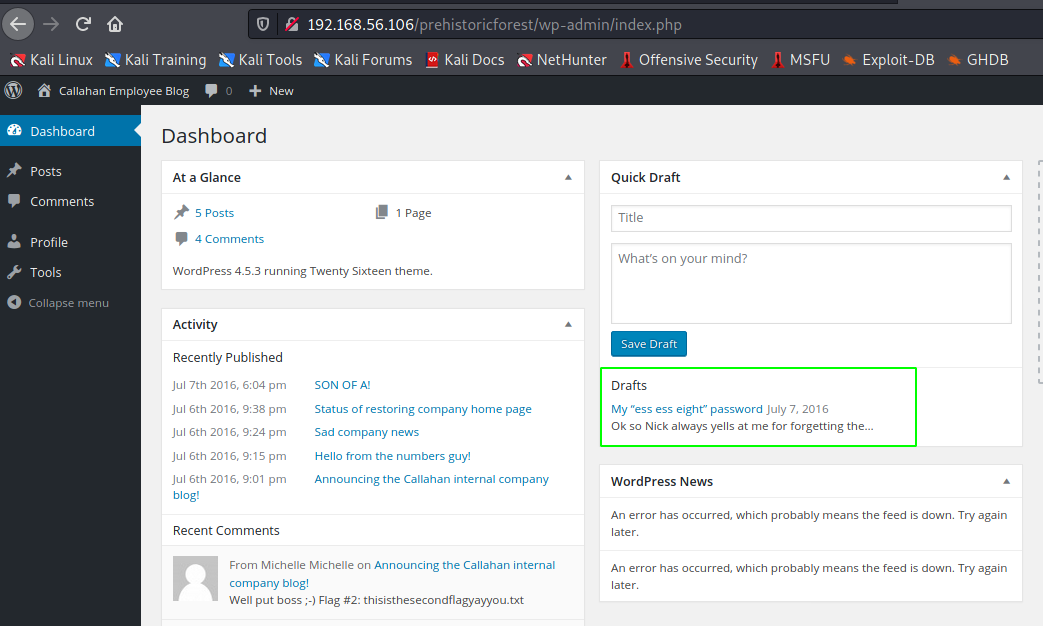 192.168.56.106/prehistoricforest/wp-admin/index.php
Kali Linux Kali Training Kali Tools Kali Forums Kali Docs NetHunter Offensive Security MSFU Exploit-DB GHDB
Callahan Employee Blog 0 + New
Dashboard
Posts
Comments
Profile
Tools
Collapse menu
Dashboard
At a Glance
5 Posts 1 Page
4 Comments
WordPress 4.5.3 running Twenty Sixteen theme.
Activity
Recently Published
Jul 7th 2016, 6:04 pm SON OF A!
Jul 6th 2016, 9:38 pm Status of restoring company home page
Jul 6th 2016, 9:24 pm Sad company news
Jul 6th 2016, 9:15 pm Hello from the numbers guy!
Jul 6th 2016, 9:01 pm Announcing the Callahan internal company
blog!
Recent Comments
From Michelle Michelle on Announcing the Callahan internal
company blog!
Well put boss ;-) Flag #2: thisisthesecondflagyayyou.txt
Quick Draft
Title
What's on your mind?
Save Draft
Drafts
My “ess ess eight” password July 7, 2016
Ok so Nick always yells at me for forgetting the…
WordPress News
An error has occurred, which probably means the feed is down. Try again
later.
An error has occurred, which probably means the feed is down. Try again
later.